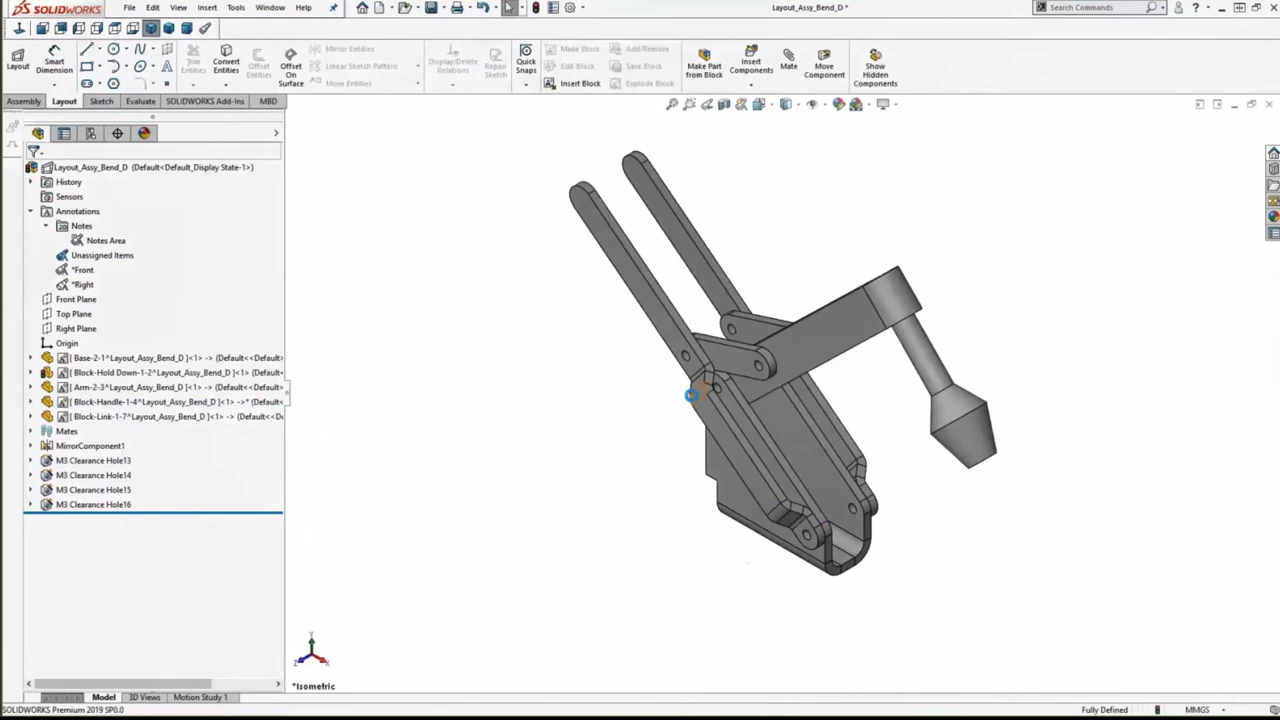 SOLIDWORKS File Edit View Insert Tools Window Help Layout_Assy_Bend_D * Search Commands
Layout Smart Dimension Trim Entities Convert Entities Offset Entities Offset On Surface Mirror Entities Linear Sketch Pattern Move Entities Display/Delete Relations Repair Sketch Quick Snaps Make Block Edit Block Insert Block Add/Remove Save Block Explode Block Make Part from Block Insert Components Mate Move Component Show Hidden Components
Assembly Layout Sketch Evaluate SOLIDWORKS Add-Ins MBD
Layout_Assy_Bend_D (Default<Default_Display State-1>)
History
Sensors
Annotations
Notes
Notes Area
Unassigned Items
*Front
*Right
Front Plane
Top Plane
Right Plane
Origin
[ Base-2-1^Layout_Assy_Bend_D ]<1> -> (Default<<Default>
[ Block-Hold Down-1-2^Layout_Assy_Bend_D ]<1> (Default<
[ Arm-2-3^Layout_Assy_Bend_D ]<1> -> (Default<<Default>
[ Block-Handle-1-4^Layout_Assy_Bend_D ]<1> ->* (Default<
[ Block-Link-1-7^Layout_Assy_Bend_D ]<1> -> (Default<<D
Mates
MirrorComponent1
M3 Clearance Hole13
M3 Clearance Hole14
M3 Clearance Hole15
M3 Clearance Hole16
Y
Z X
*Isometric
Model 3D Views Motion Study 1
SOLIDWORKS Premium 2019 SP0.0 Fully Defined MMGS